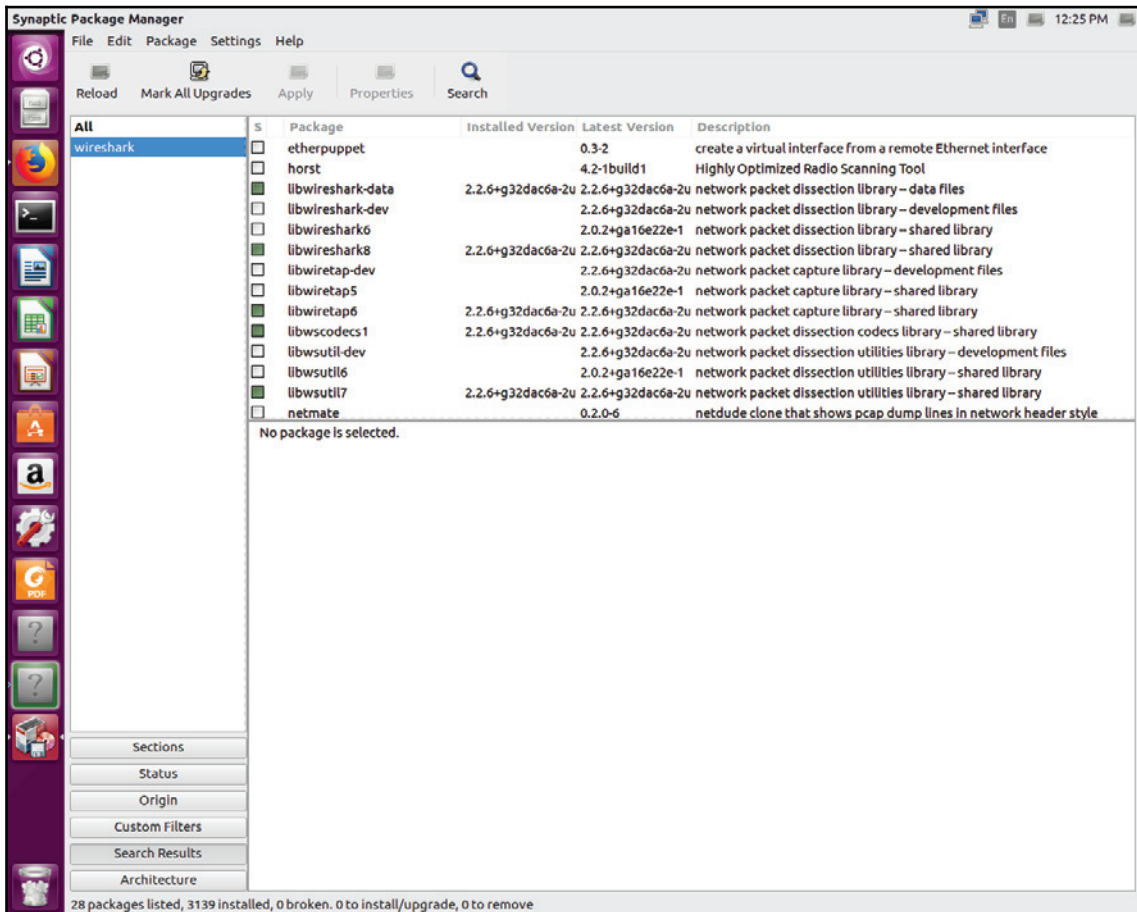 Synaptic Package Manager
En 12:25 PM
File Edit Package Settings Help
Reload Mark All Upgrades Apply Properties Search
All
wireshark
S Package Installed Version Latest Version Description
etherpuppet 0.3-2 create a virtual interface from a remote Ethernet interface
horst 4.2-1build1 Highly Optimized Radio Scanning Tool
libwireshark-data 2.2.6+g32dac6a-2u 2.2.6+g32dac6a-2u network packet dissection library – data files
libwireshark-dev 2.2.6+g32dac6a-2u network packet dissection library – development files
libwireshark6 2.0.2+ga16e22e-1 network packet dissection library – shared library
libwireshark8 2.2.6+g32dac6a-2u 2.2.6+g32dac6a-2u network packet dissection library – shared library
libwiretap-dev 2.2.6+g32dac6a-2u network packet capture library – development files
libwiretap5 2.0.2+ga16e22e-1 network packet capture library – shared library
libwiretap6 2.2.6+g32dac6a-2u 2.2.6+g32dac6a-2u network packet capture library – shared library
libwscodecs1 2.2.6+g32dac6a-2u 2.2.6+g32dac6a-2u network packet dissection codecs library – shared library
libwsutil-dev 2.2.6+g32dac6a-2u network packet dissection utilities library – development files
libwsutil6 2.0.2+ga16e22e-1 network packet dissection utilities library – shared library
libwsutil7 2.2.6+g32dac6a-2u 2.2.6+g32dac6a-2u network packet dissection utilities library – shared library
netmate 0.2.0-6 netdude clone that shows pcap dump lines in network header style
No package is selected.
a
PDF
?
?
Sections
Status
Origin
Custom Filters
Search Results
Architecture
28 packages listed, 3139 installed, 0 broken. 0 to install/upgrade, 0 to remove